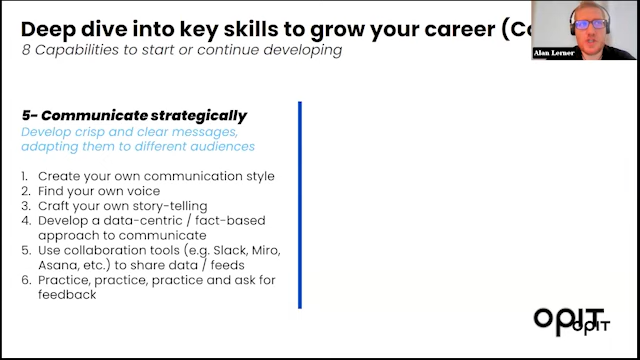 Deep dive into key skills to grow your career (Co
8 Capabilities to start or continue developing
Alan Lerner
5- Communicate strategically
Develop crisp and clear messages,
adapting them to different audiences
1. Create your own communication style
2. Find your own voice
3. Craft your own story-telling
4. Develop a data-centric / fact-based
approach to communicate
5. Use collaboration tools (e.g. Slack, Miro,
Asana, etc.) to share data / feeds
6. Practice, practice, practice and ask for
feedback
OPIT
OPIT